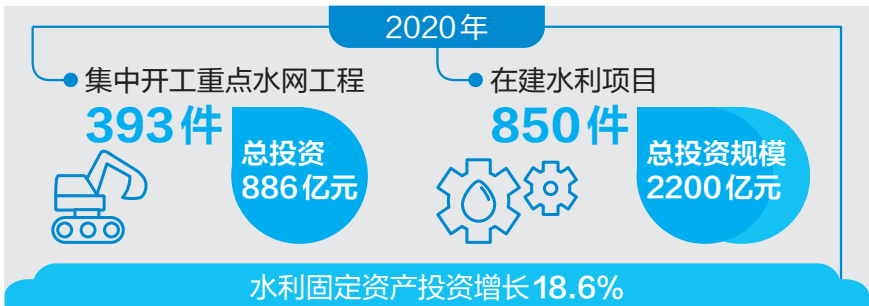 2020年
集中开工重点水网工程
393件
总投资
886亿元
在建水利项目
850件
总投资规模
2200亿元
水利固定资产投资增长18.6%